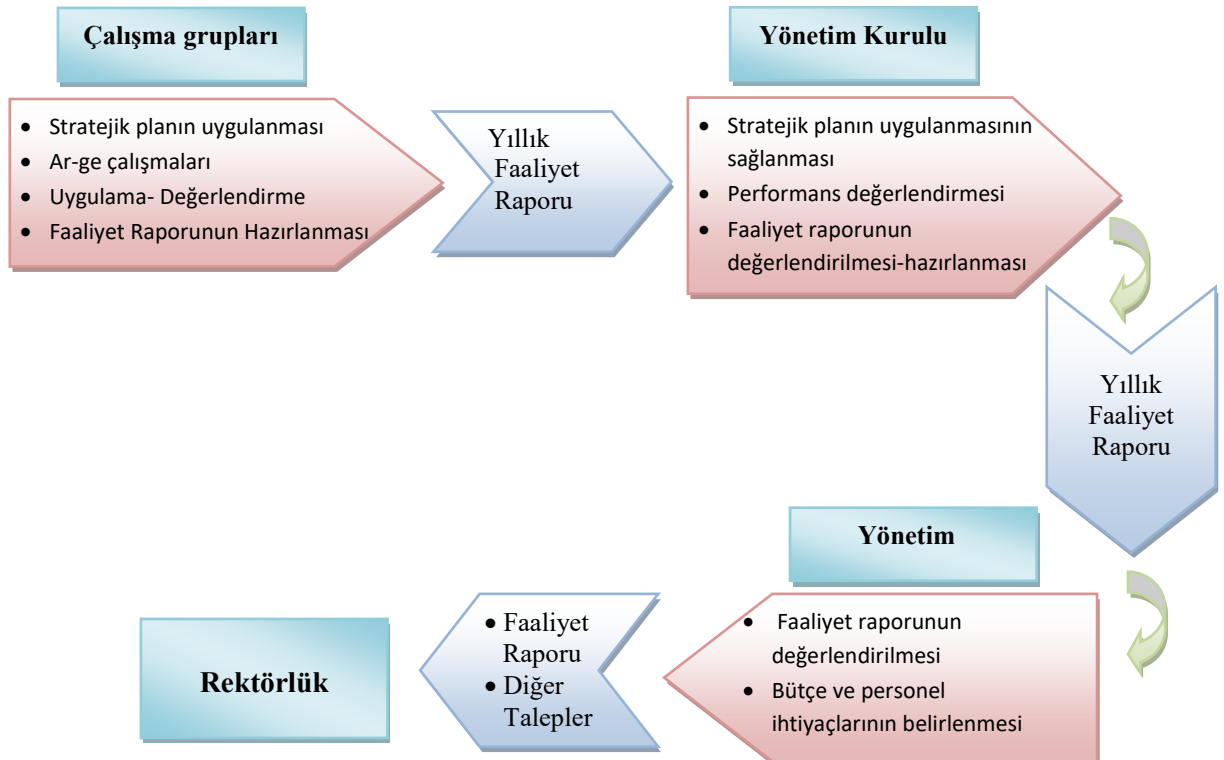 Çalışma grupları
• Stratejik planın uygulanması
• Ar-ge çalışmaları
• Uygulama- Değerlendirme
• Faaliyet Raporunun Hazırlanması
Yıllık
Faaliyet
Raporu
Yönetim Kurulu
• Stratejik planın uygulanmasının
sağlanması
• Performans değerlendirmesi
• Faaliyet raporunun
değerlendirilmesi-hazırlanması
Yıllık
Faaliyet
Raporu
Yönetim
• Faaliyet raporunun
değerlendirilmesi
• Bütçe ve personel
ihtiyaçlarının belirlenmesi
• Faaliyet
Raporu
• Diğer
Talepler
Rektörlük